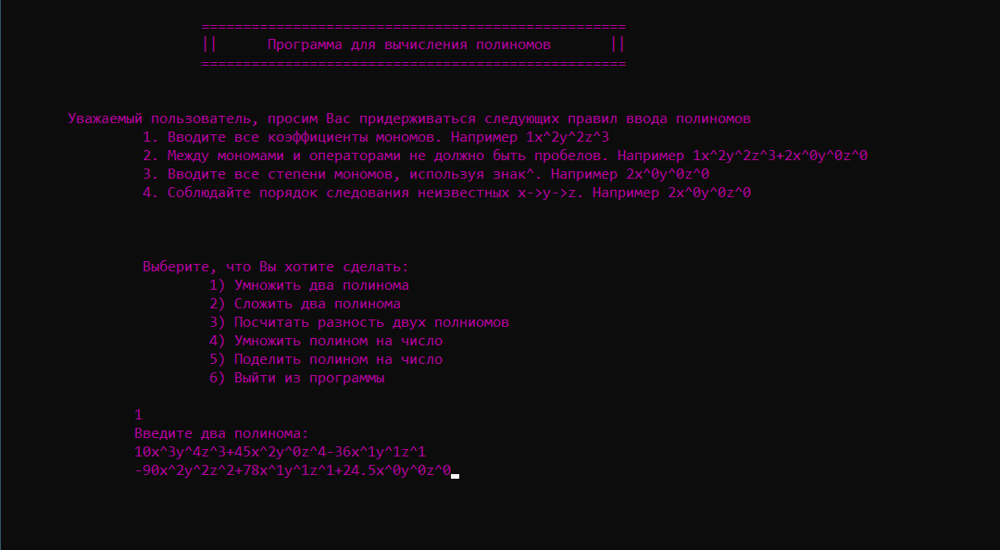 ===================================================
||      Программа для вычисления полиномов       ||
===================================================
Уважаемый пользователь, просим Вас придерживаться следующих правил ввода полиномов
1. Вводите все коэффициенты мономов. Например 1x^2y^2z^3
2. Между мономами и операторами не должно быть пробелов. Например 1x^2y^2z^3+2x^0y^0z^0
3. Вводите все степени мономов, используя знак^. Например 2x^0y^0z^0
4. Соблюдайте порядок следования неизвестных x->y->z. Например 2x^0y^0z^0
Выберите, что Вы хотите сделать:
1) Умножить два полинома
2) Сложить два полинома
3) Посчитать разность двух полниомов
4) Умножить полином на число
5) Поделить полином на число
6) Выйти из программы
1
Введите два полинома:
10x^3y^4z^3+45x^2y^0z^4-36x^1y^1z^1
-90x^2y^2z^2+78x^1y^1z^1+24.5x^0y^0z^0